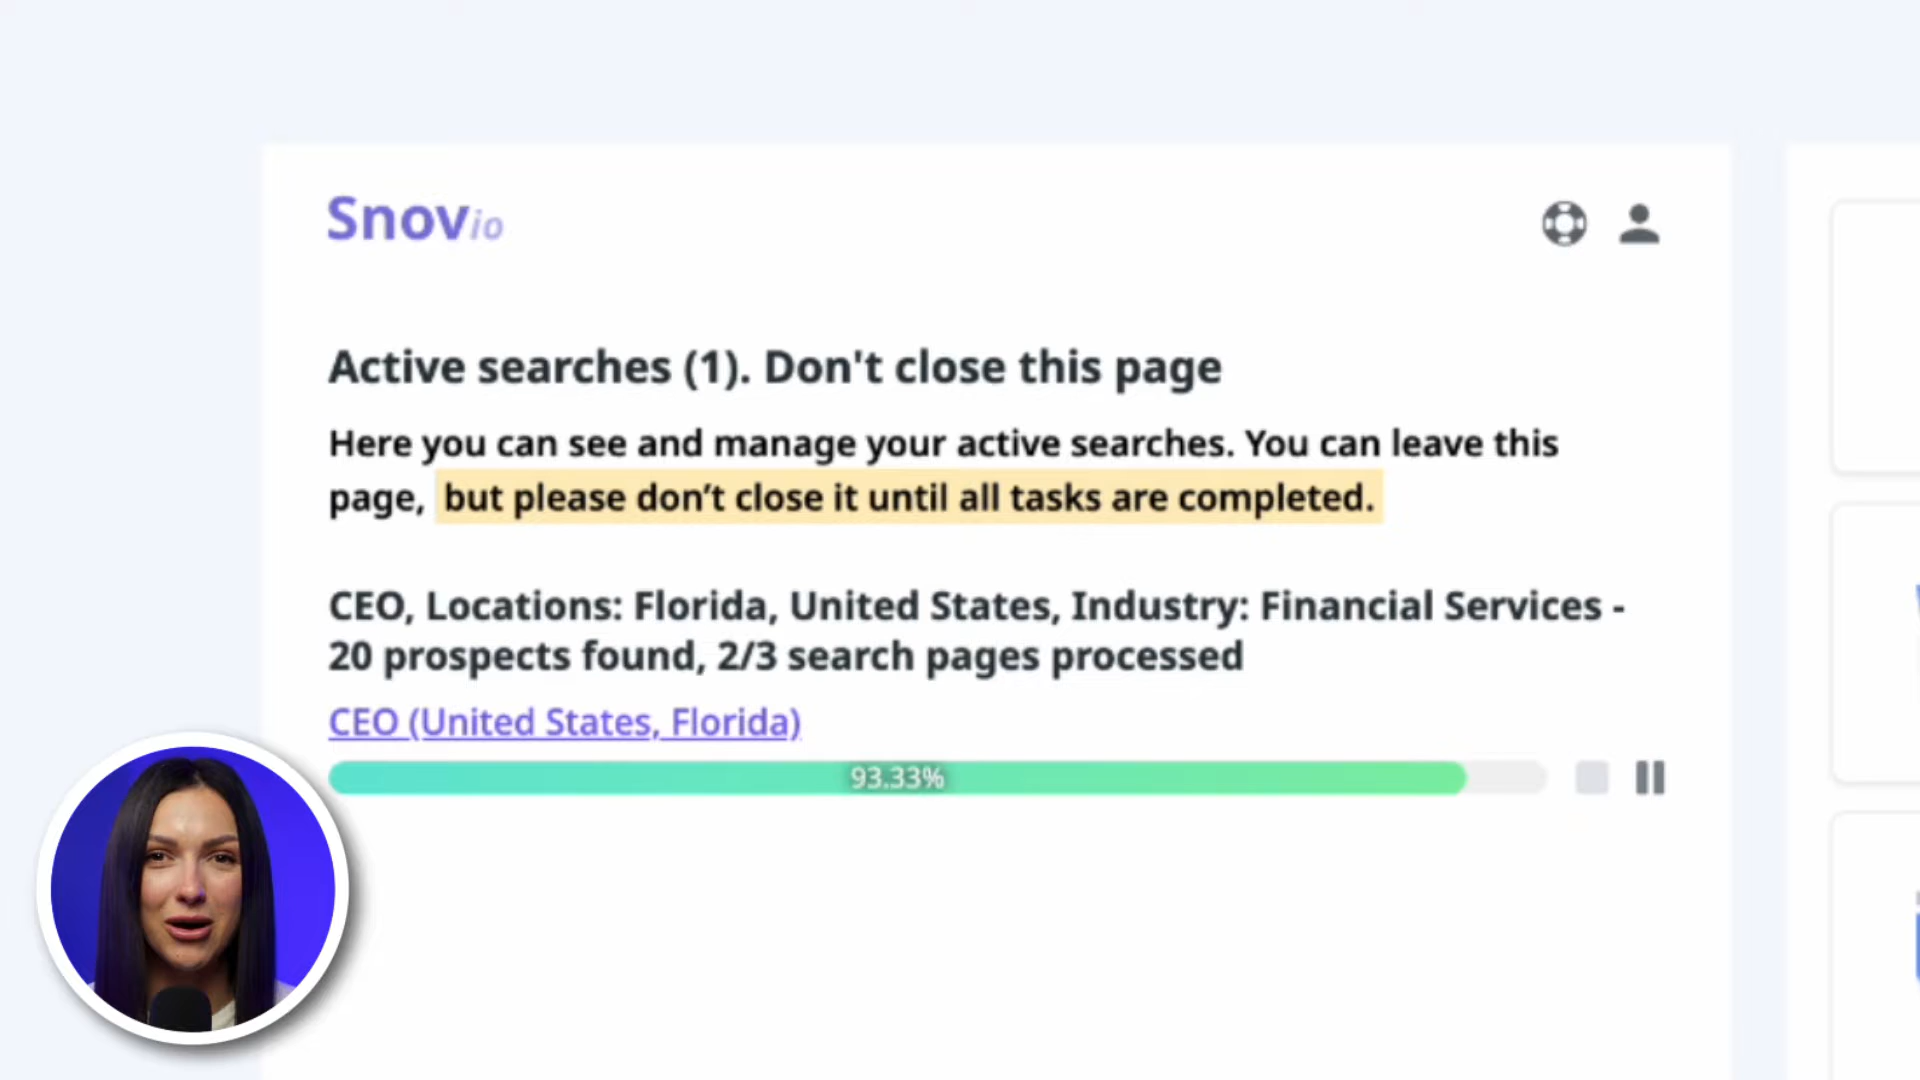 Snovio
Active searches (1). Don't close this page
Here you can see and manage your active searches. You can leave this
page, but please don’t close it until all tasks are completed.
CEO, Locations: Florida, United States, Industry: Financial Services -
20 prospects found, 2/3 search pages processed
CEO (United States, Florida)
93.33%